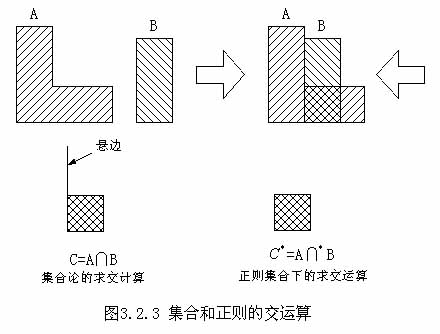 A
B
A
B
悬边
C=A∩B
集合论的求交计算
C*=A∩*B
正则集合下的求交运算
图3.2.3 集合和正则的交运算